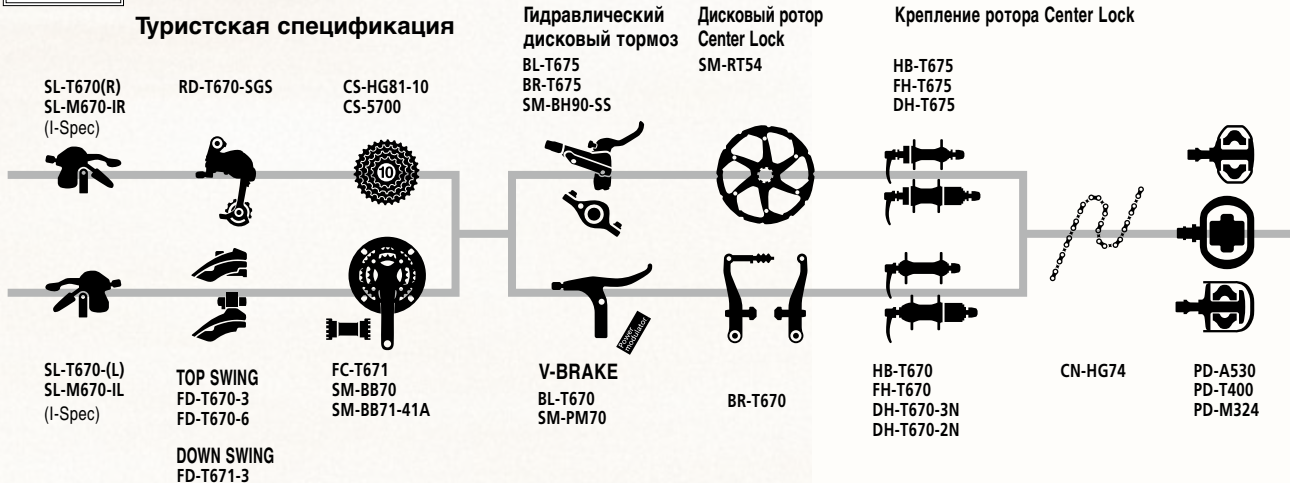 Туристская спецификация
Гидравлический
дисковый тормоз
BL-T675
BR-T675
SM-BH90-SS
Дисковый ротор
Center Lock
SM-RT54
Крепление ротора Center Lock
HB-T675
FH-T675
DH-T675
SL-T670(R)
SL-M670-IR
(I-Spec)
RD-T670-SGS
CS-HG81-10
CS-5700
10
Power
modulator
SL-T670-(L)
SL-M670-IL
(I-Spec)
TOP SWING
FD-T670-3
FD-T670-6
DOWN SWING
FD-T671-3
FC-T671
SM-BB70
SM-BB71-41A
V-BRAKE
BL-T670
SM-PM70
BR-T670
HB-T670
FH-T670
DH-T670-3N
DH-T670-2N
CN-HG74
PD-A530
PD-T400
PD-M324